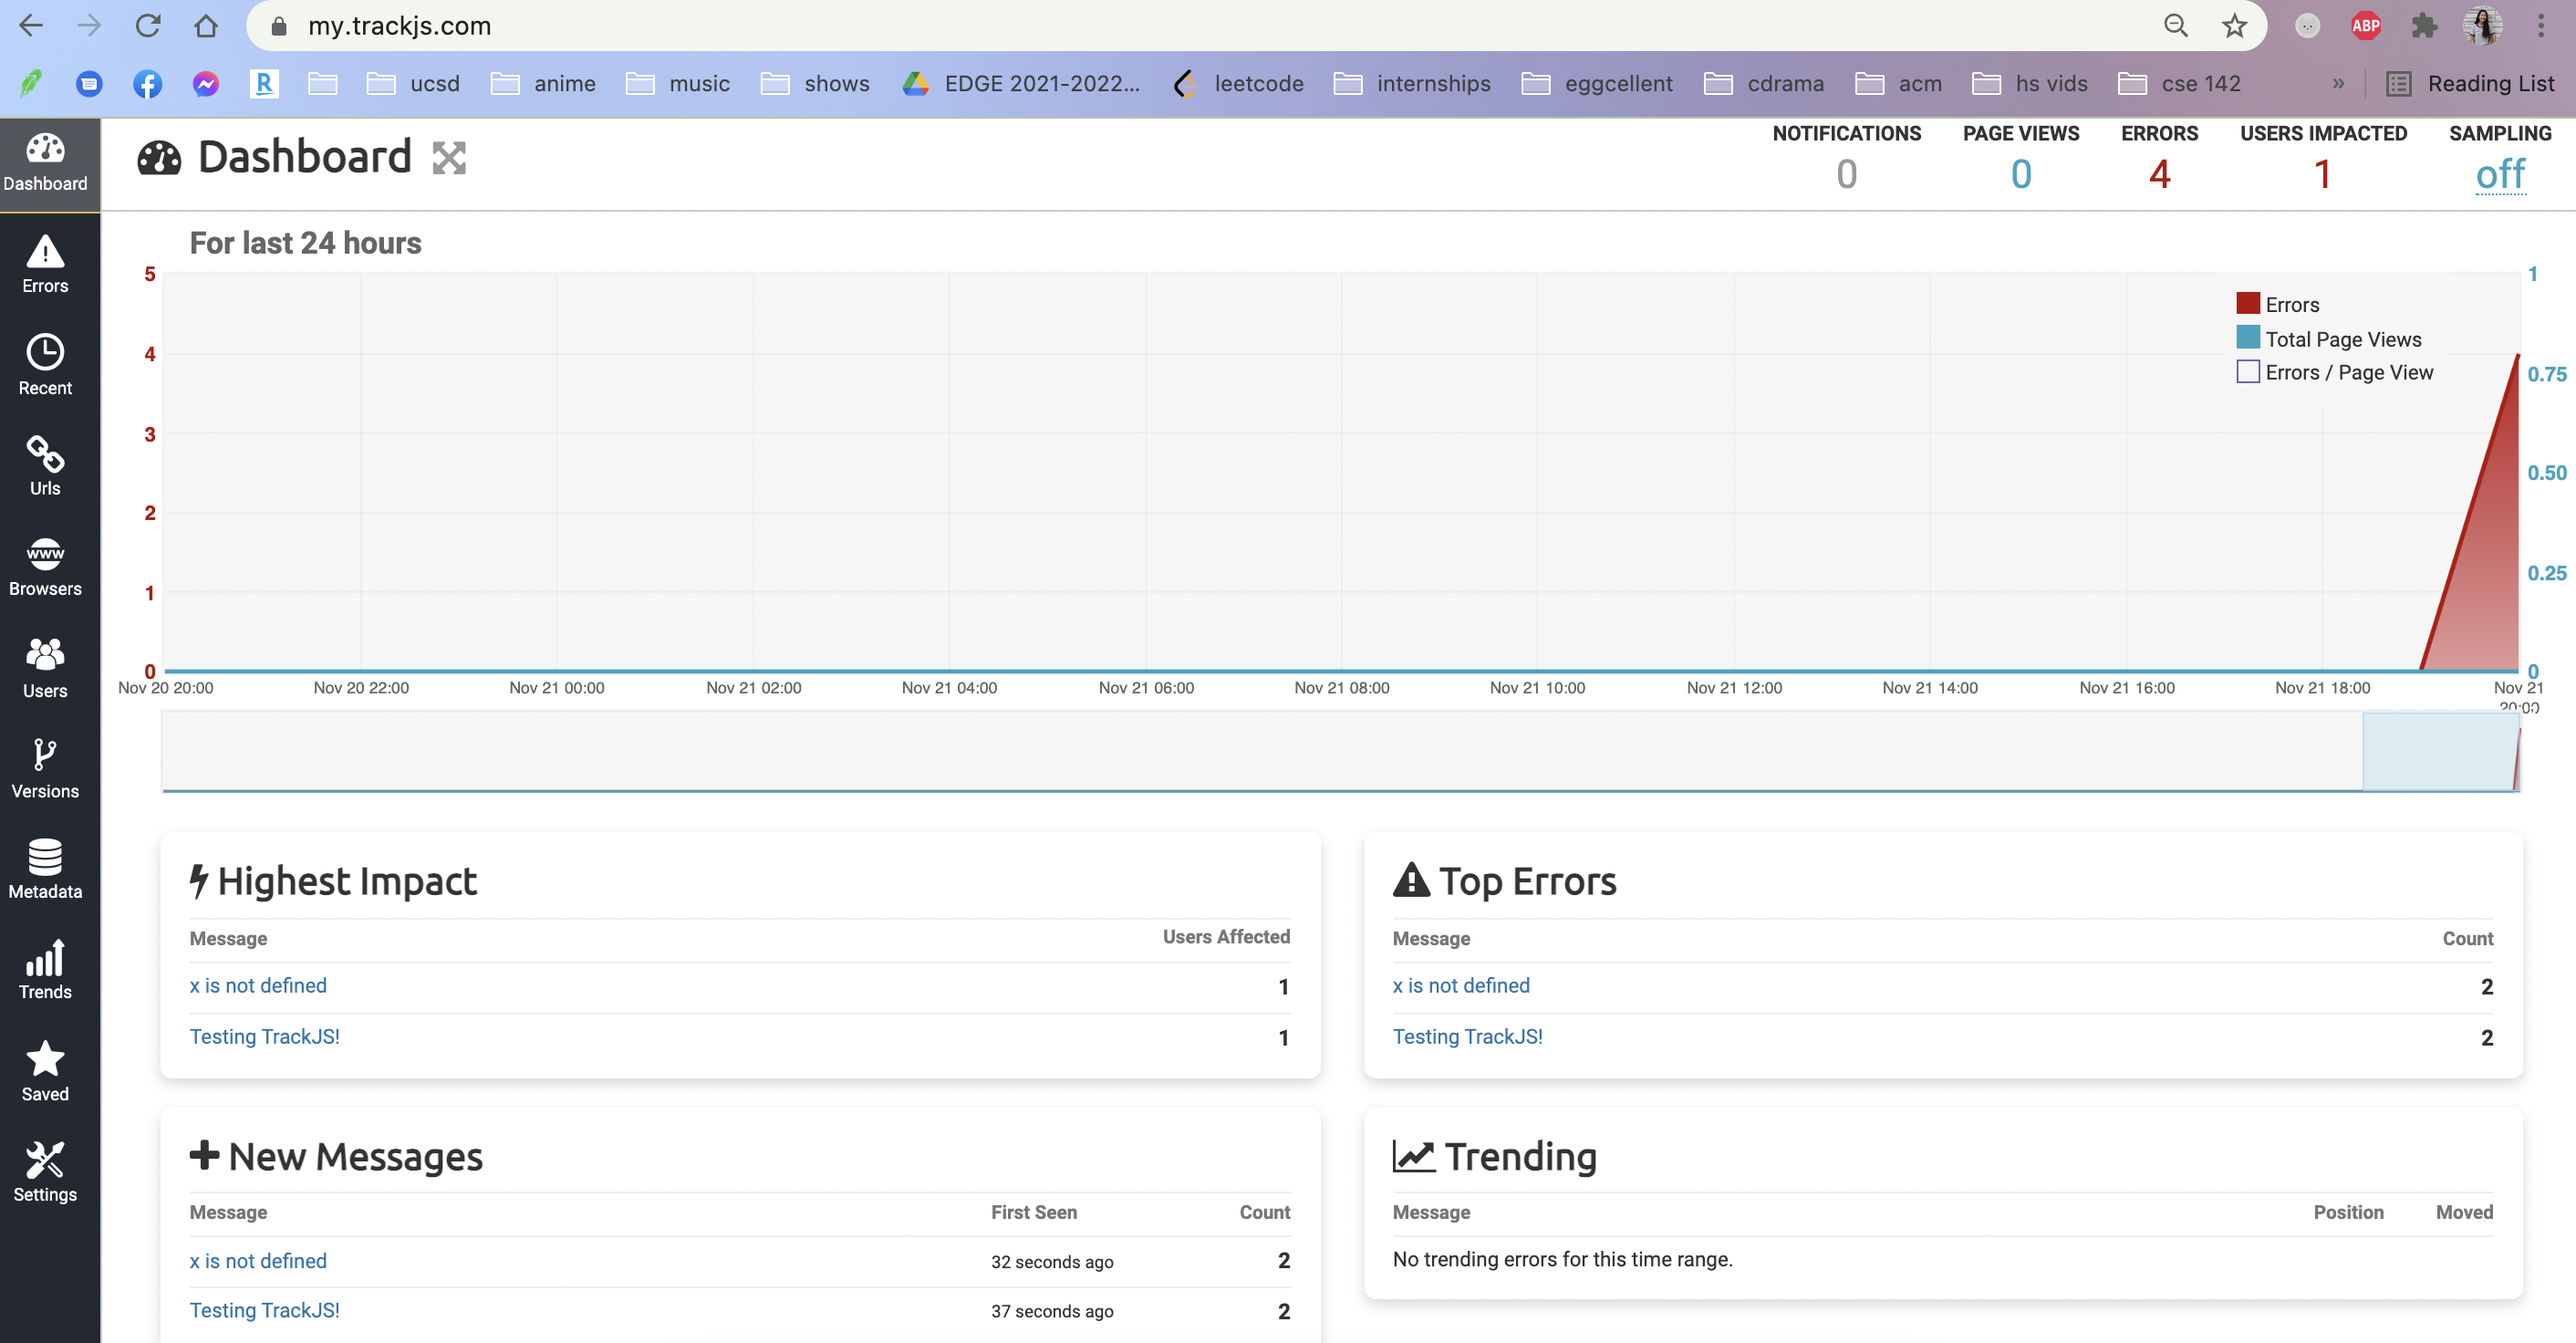 my.trackjs.com
ABP
ucsd anime music shows EDGE 2021-2022... leetcode internships eggcellent cdrama acm hs vids cse 142 » Reading List
R
Dashboard
Errors
Recent
Urls
www
Browsers
Users
Versions
Metadata
Trends
Saved
Settings
Dashboard
NOTIFICATIONS PAGE VIEWS ERRORS USERS IMPACTED SAMPLING
0 0 4 1 off
For last 24 hours
5
4
3
2
1
0
1
0.75
0.50
0.25
0
Errors
Total Page Views
Errors / Page View
Nov 20 20:00 Nov 20 22:00 Nov 21 00:00 Nov 21 02:00 Nov 21 04:00 Nov 21 06:00 Nov 21 08:00 Nov 21 10:00 Nov 21 12:00 Nov 21 14:00 Nov 21 16:00 Nov 21 18:00 Nov 21
20:00
Highest Impact
Message Users Affected
x is not defined 1
Testing TrackJS! 1
Top Errors
Message Count
x is not defined 2
Testing TrackJS! 2
New Messages
Message First Seen Count
x is not defined 32 seconds ago 2
Testing TrackJS! 37 seconds ago 2
Trending
Message Position Moved
No trending errors for this time range.